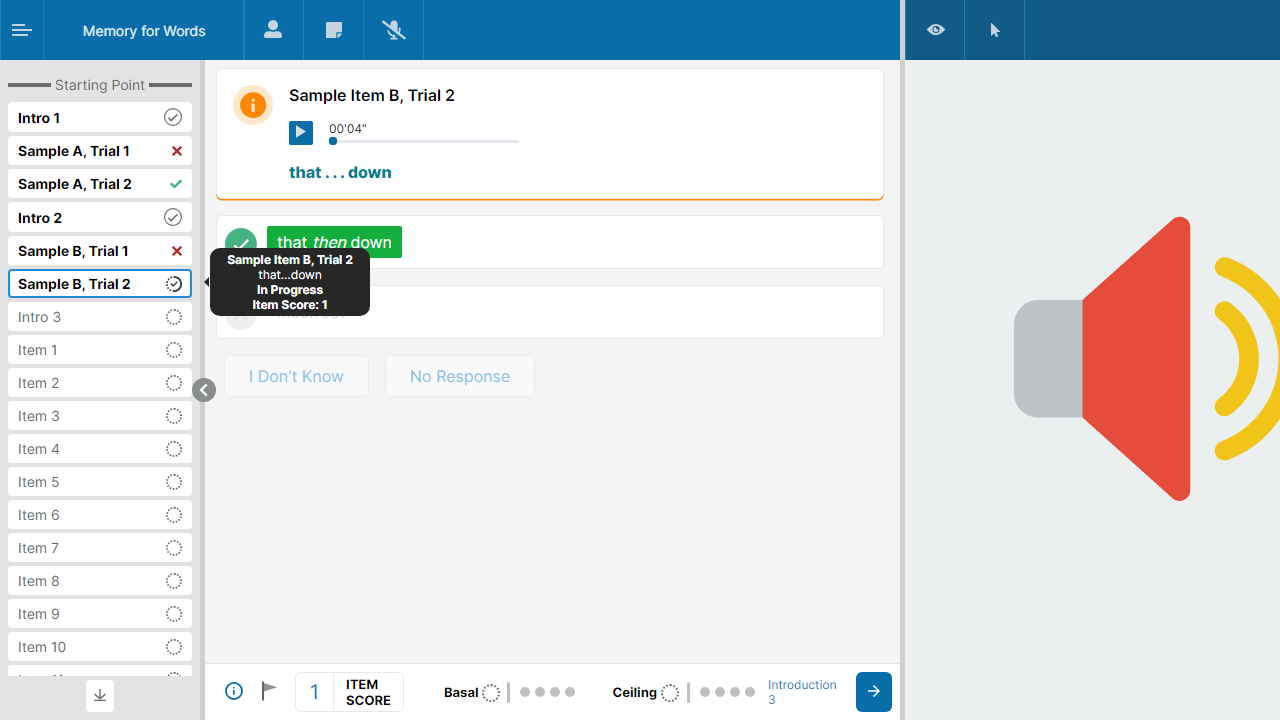 Memory for Words
Starting Point
Intro 1
Sample A, Trial 1
Sample A, Trial 2
Intro 2
Sample B, Trial 1
Sample B, Trial 2
Intro 3
Item 1
Item 2
Item 3
Item 4
Item 5
Item 6
Item 7
Item 8
Item 9
Item 10
Sample Item B, Trial 2
00'04"
that . . . down
that then down
Sample Item B, Trial 2
that...down
In Progress
Item Score: 1
I Don't Know
No Response
1
ITEM
SCORE
Basal
Ceiling
Introduction
3